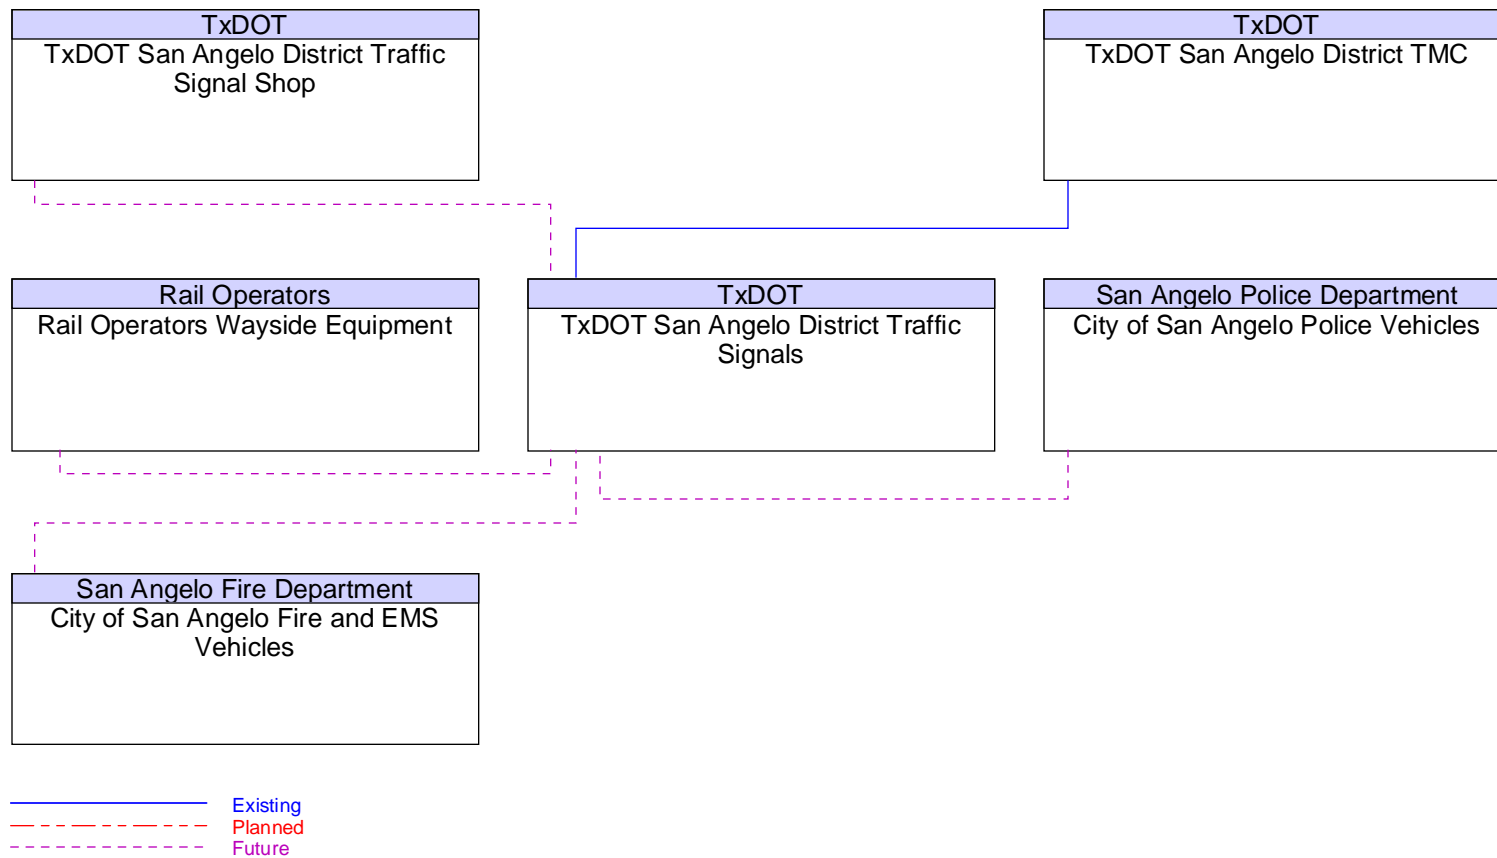 TxDOT
TxDOT San Angelo District Traffic
Signal Shop
TxDOT
TxDOT San Angelo District TMC
Rail Operators
Rail Operators Wayside Equipment
TxDOT
TxDOT San Angelo District Traffic
Signals
San Angelo Police Department
City of San Angelo Police Vehicles
San Angelo Fire Department
City of San Angelo Fire and EMS
Vehicles
Existing
Planned
Future